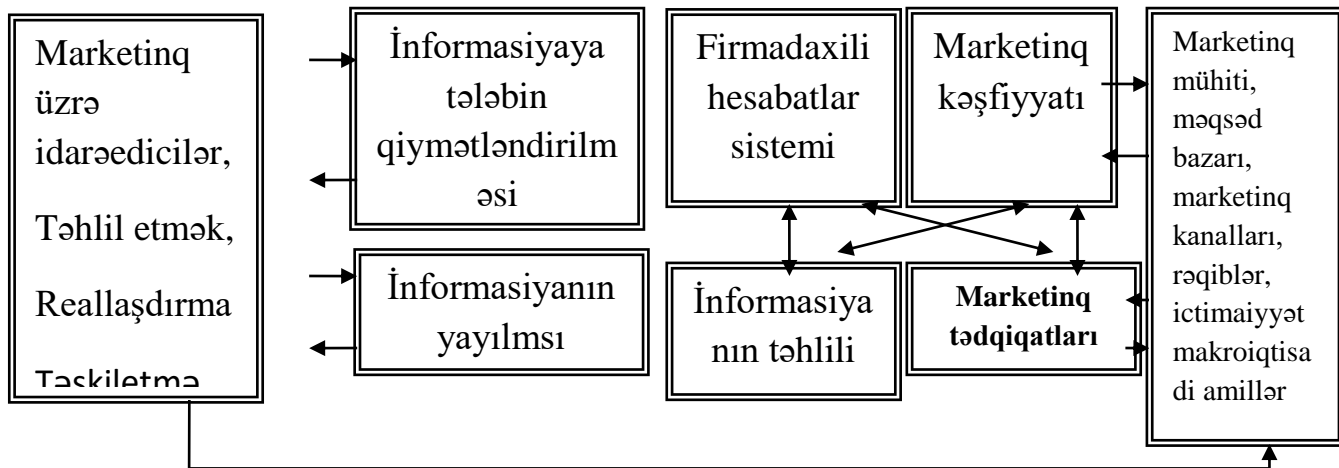 Marketinq
üzrə
idarəedicilər,
Təhlil etmək,
Reallaşdırma
Təşkiletmə
İnformasiyaya
tələbin
qiymətləndirilm
əsi
İnformasiyanın
yayılmsı
Firmadaxili
hesabatlar
sistemi
Marketinq
kəşfiyyatı
İnformasiya
nın təhlili
Marketinq
tədqiqatları
Marketinq
mühiti,
məqsəd
bazarı,
marketinq
kanalları,
rəqiblər,
ictimaiyyət
makroiqtisa
di amillər